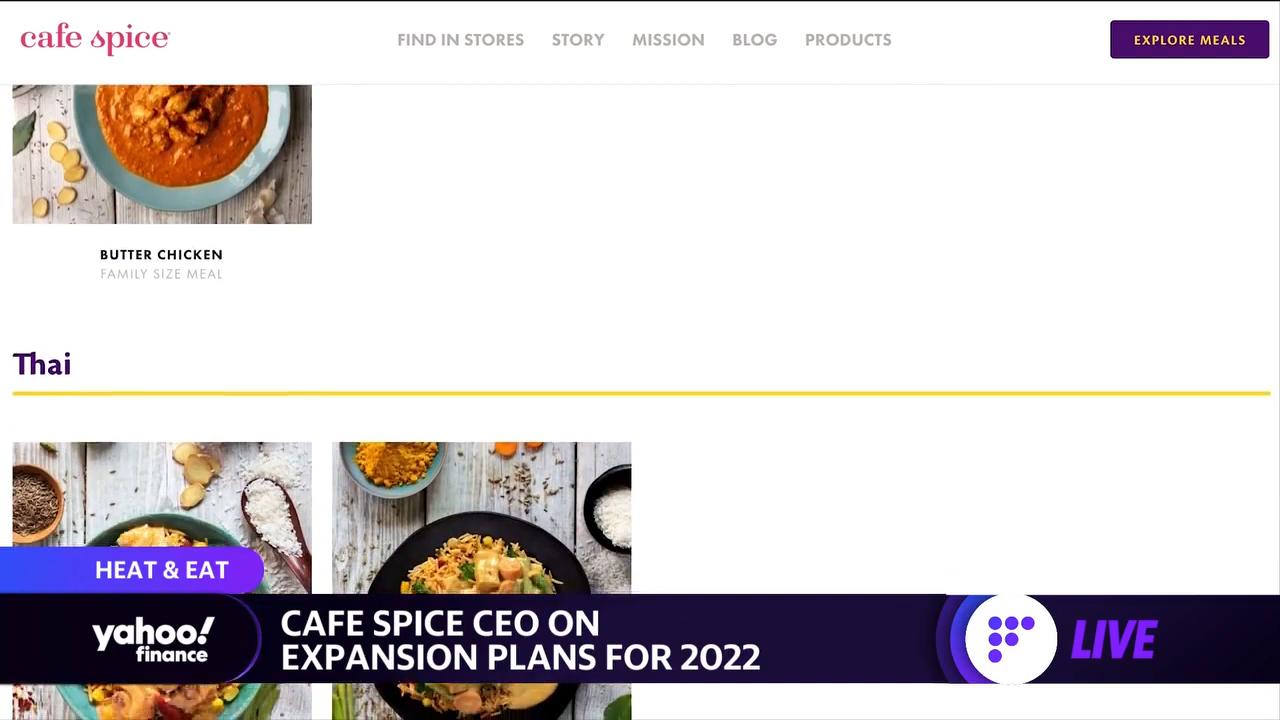 cafe spice
FIND IN STORES STORY MISSION BLOG PRODUCTS
EXPLORE MEALS
BUTTER CHICKEN
FAMILY SIZE MEAL
Thai
HEAT & EAT
yahoo!
finance
CAFE SPICE CEO ON
EXPANSION PLANS FOR 2022
LIVE